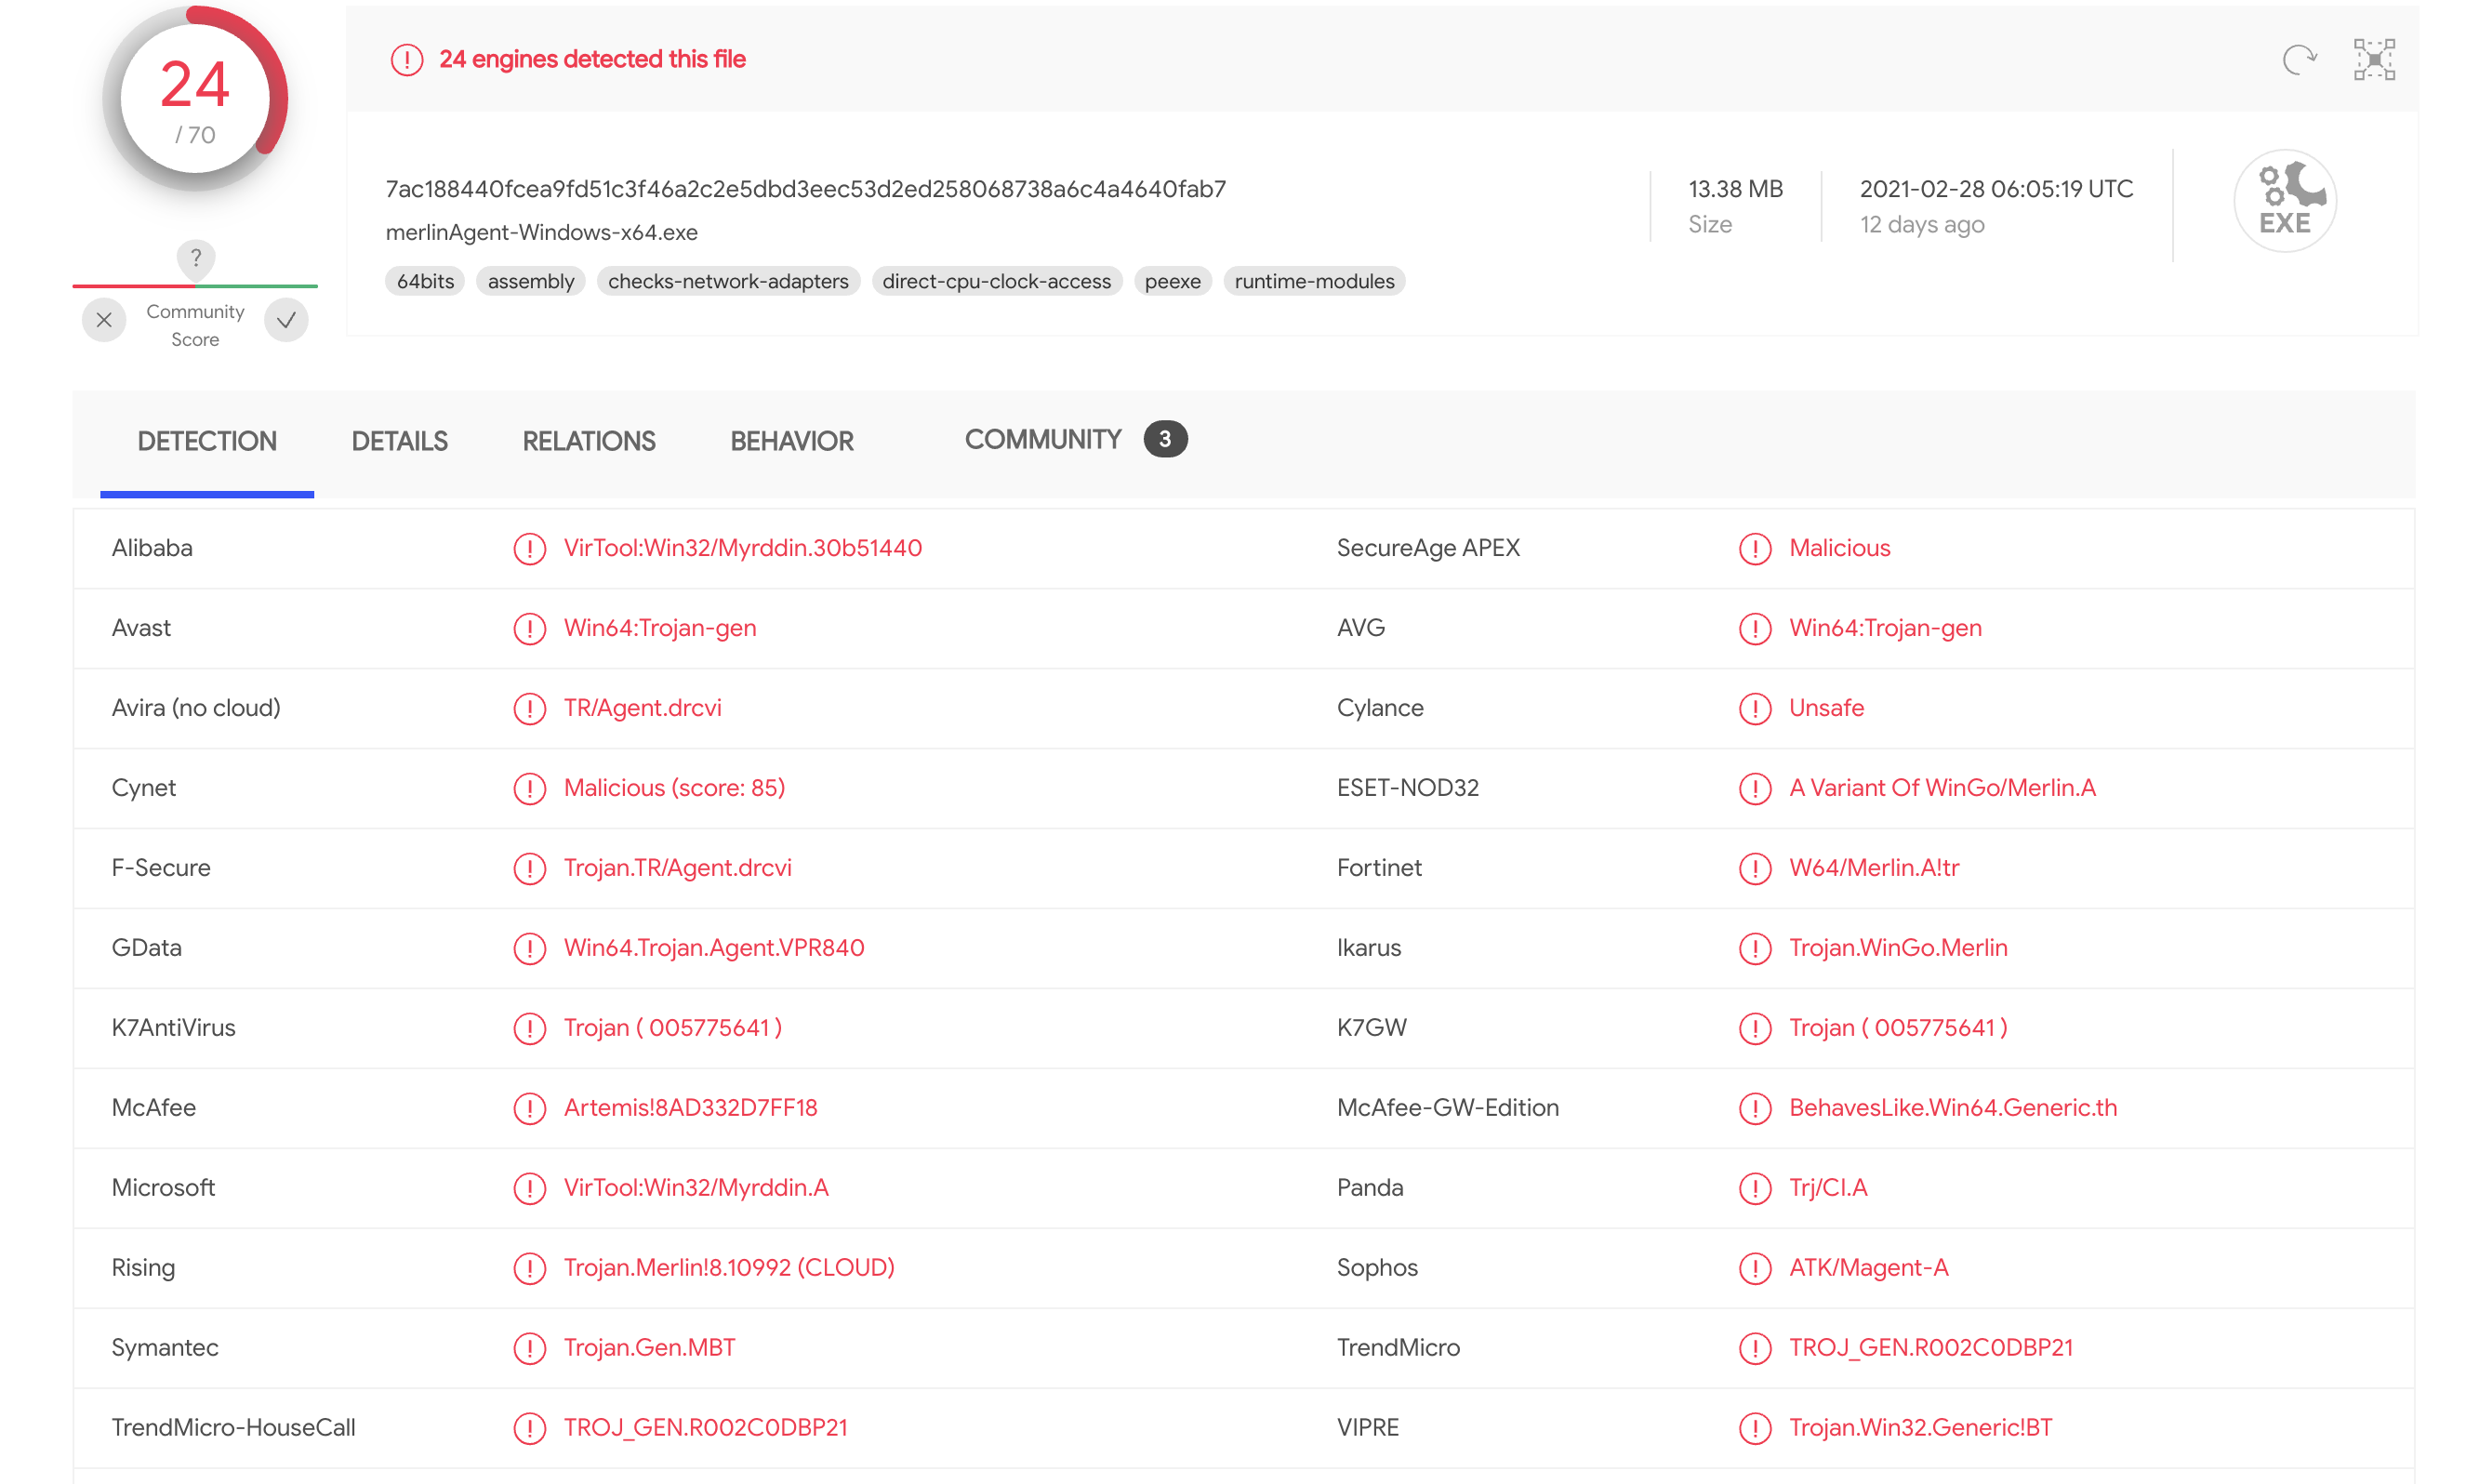 24
/ 70
?
Community
Score
24 engines detected this file
7ac188440fcea9fd51c3f46a2c2e5dbd3eec53d2ed258068738a6c4a4640fab7
merlinAgent-Windows-x64.exe
64bits assembly checks-network-adapters direct-cpu-clock-access peexe runtime-modules
13.38 MB
Size
2021-02-28 06:05:19 UTC
12 days ago
EXE
DETECTION DETAILS RELATIONS BEHAVIOR COMMUNITY 3
Alibaba VirTool:Win32/Myrddin.30b51440 SecureAge APEX Malicious
Avast Win64:Trojan-gen AVG Win64:Trojan-gen
Avira (no cloud) TR/Agent.drcvi Cylance Unsafe
Cynet Malicious (score: 85) ESET-NOD32 A Variant Of WinGo/Merlin.A
F-Secure Trojan.TR/Agent.drcvi Fortinet W64/Merlin.A!tr
GData Win64.Trojan.Agent.VPR840 Ikarus Trojan.WinGo.Merlin
K7AntiVirus Trojan ( 005775641 ) K7GW Trojan ( 005775641 )
McAfee Artemis!8AD332D7FF18 McAfee-GW-Edition BehavesLike.Win64.Generic.th
Microsoft VirTool:Win32/Myrddin.A Panda Trj/CI.A
Rising Trojan.Merlin!8.10992 (CLOUD) Sophos ATK/Magent-A
Symantec Trojan.Gen.MBT TrendMicro TROJ_GEN.R002C0DBP21
TrendMicro-HouseCall TROJ_GEN.R002C0DBP21 VIPRE Trojan.Win32.Generic!BT